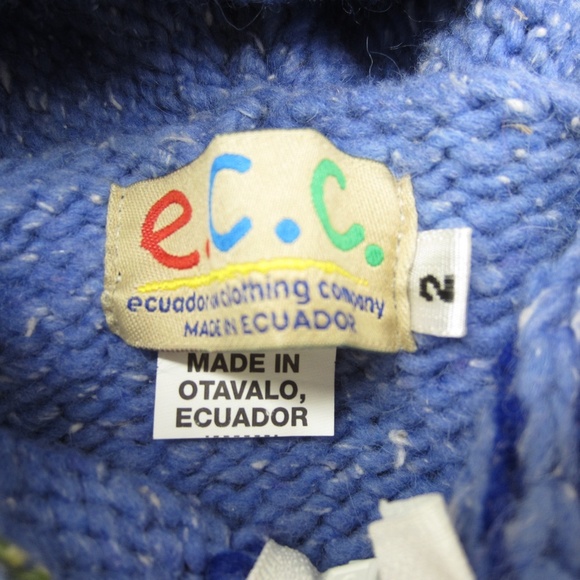 e.c.c.
ecuador clothing company
MADE IN ECUADOR
2
MADE IN
OTAVALO,
ECUADOR